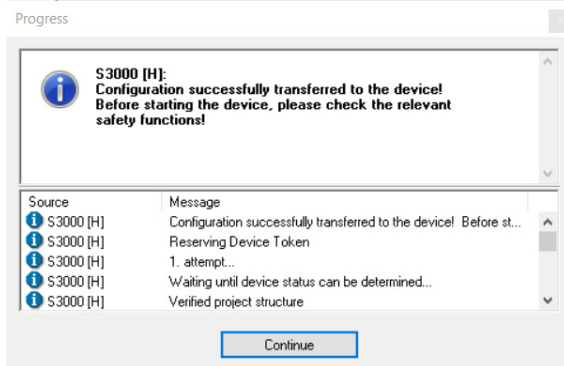 Progress
S3000 [H]:
Configuration successfully transferred to the device!
Before starting the device, please check the relevant
safety functions!
Source Message
S3000 [H] Configuration successfully transferred to the device! Before st...
S3000 [H] Reserving Device Token
S3000 [H] 1. attempt...
S3000 [H] Waiting until device status can be determined...
S3000 [H] Verified project structure
Continue